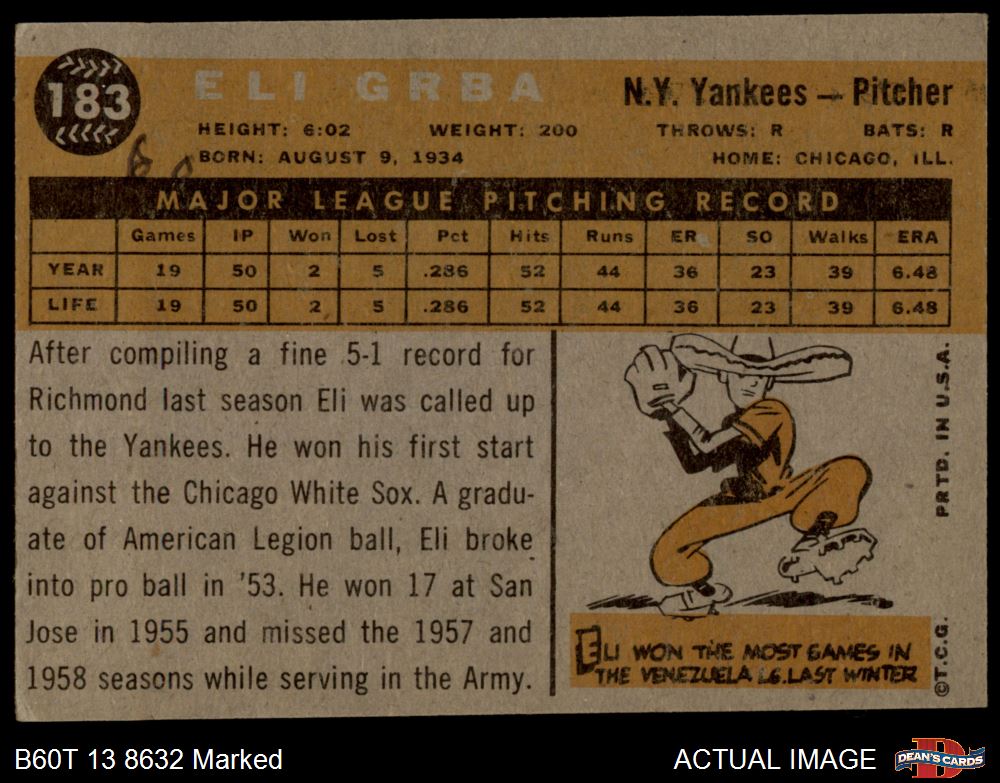 183
ELI GRBA
N.Y. Yankees — Pitcher
HEIGHT: 6:02 WEIGHT: 200 THROWS: R BATS: R
BORN: AUGUST 9, 1934 HOME: CHICAGO, ILL.
MAJOR LEAGUE PITCHING RECORD
Games IP Won Lost Pct Hits Runs ER SO Walks ERA
YEAR 19 50 2 5 .286 52 44 36 23 39 6.48
LIFE 19 50 2 5 .286 52 44 36 23 39 6.48
After compiling a fine 5-1 record for
Richmond last season Eli was called up
to the Yankees. He won his first start
against the Chicago White Sox. A gradu-
ate of American Legion ball, Eli broke
into pro ball in '53. He won 17 at San
Jose in 1955 and missed the 1957 and
1958 seasons while serving in the Army.
ELI WON THE MOST GAMES IN
THE VENEZUELA LG. LAST WINTER
©T.C.G. PRTD. IN U.S.A.
B60T 13 8632 Marked
ACTUAL IMAGE
D
DEAN'S CARDS